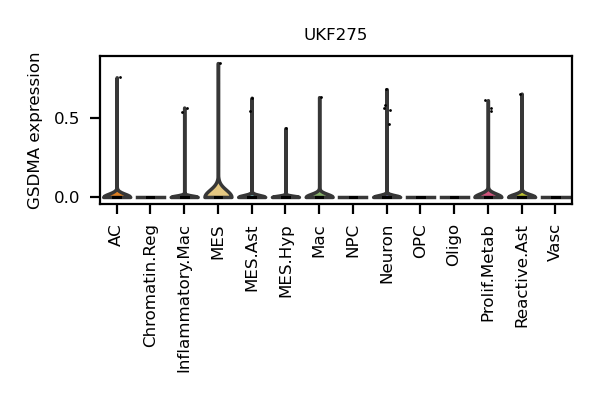 UKF275
GSDMA expression
0.5
0.0
AC
Chromatin.Reg
Inflammatory.Mac
MES
MES.Ast
MES.Hyp
Mac
NPC
Neuron
OPC
Oligo
Prolif.Metab
Reactive.Ast
Vasc